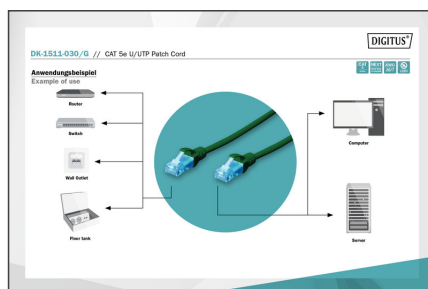 DIGITUS®
DK-1511-030/G // CAT 5e U/UTP Patch Cord
Anwendungsbeispiel
Example of use
Router
Switch
Wall Outlet
Floor tank
Computer
Server